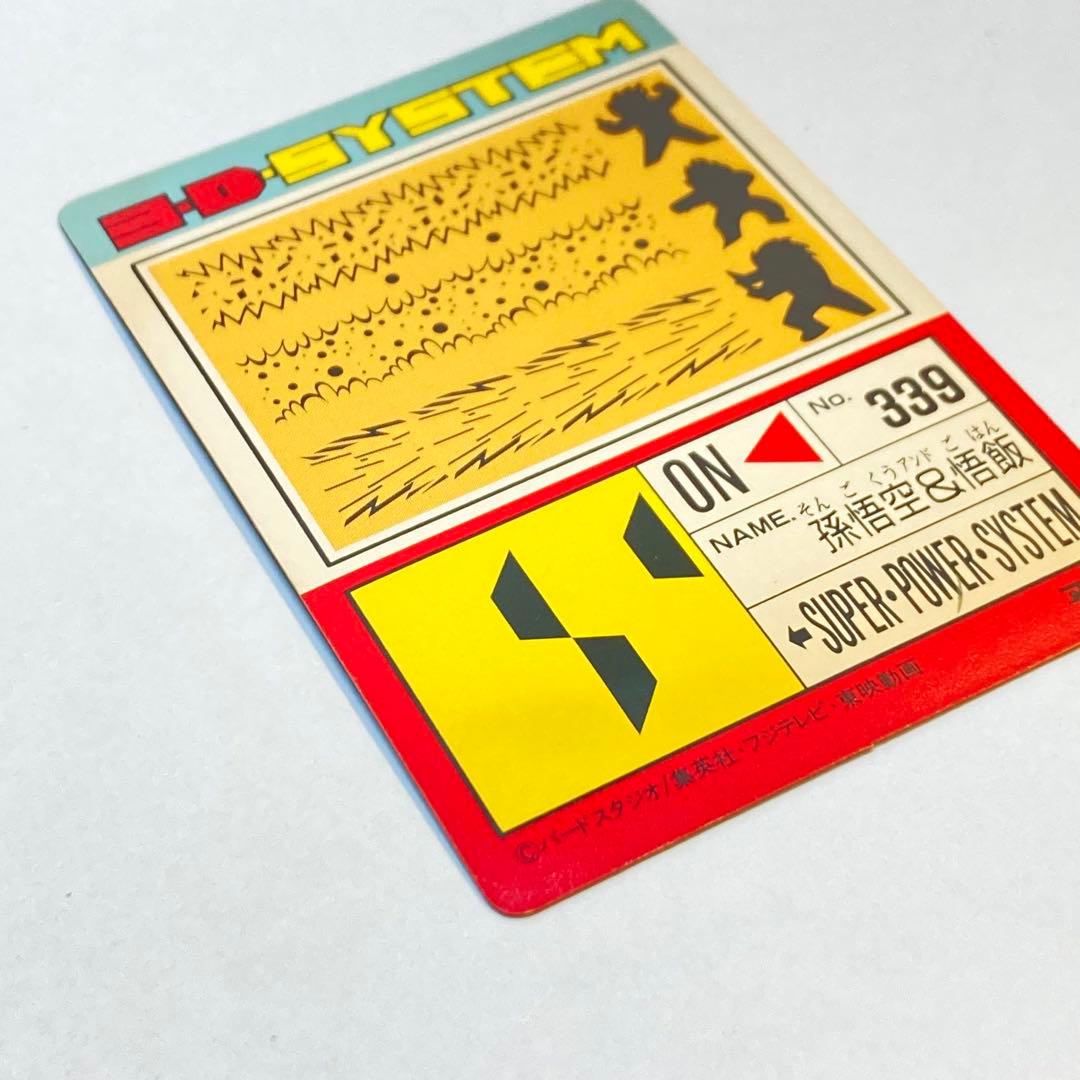 3·D·SYSTEM
ON
No. 339
そんごくうアンドごはん
NAME. 孫悟空&悟飯
SUPER·POWER·SYSTEM
©バードスタジオ/集英社・フジテレビ・東映動画